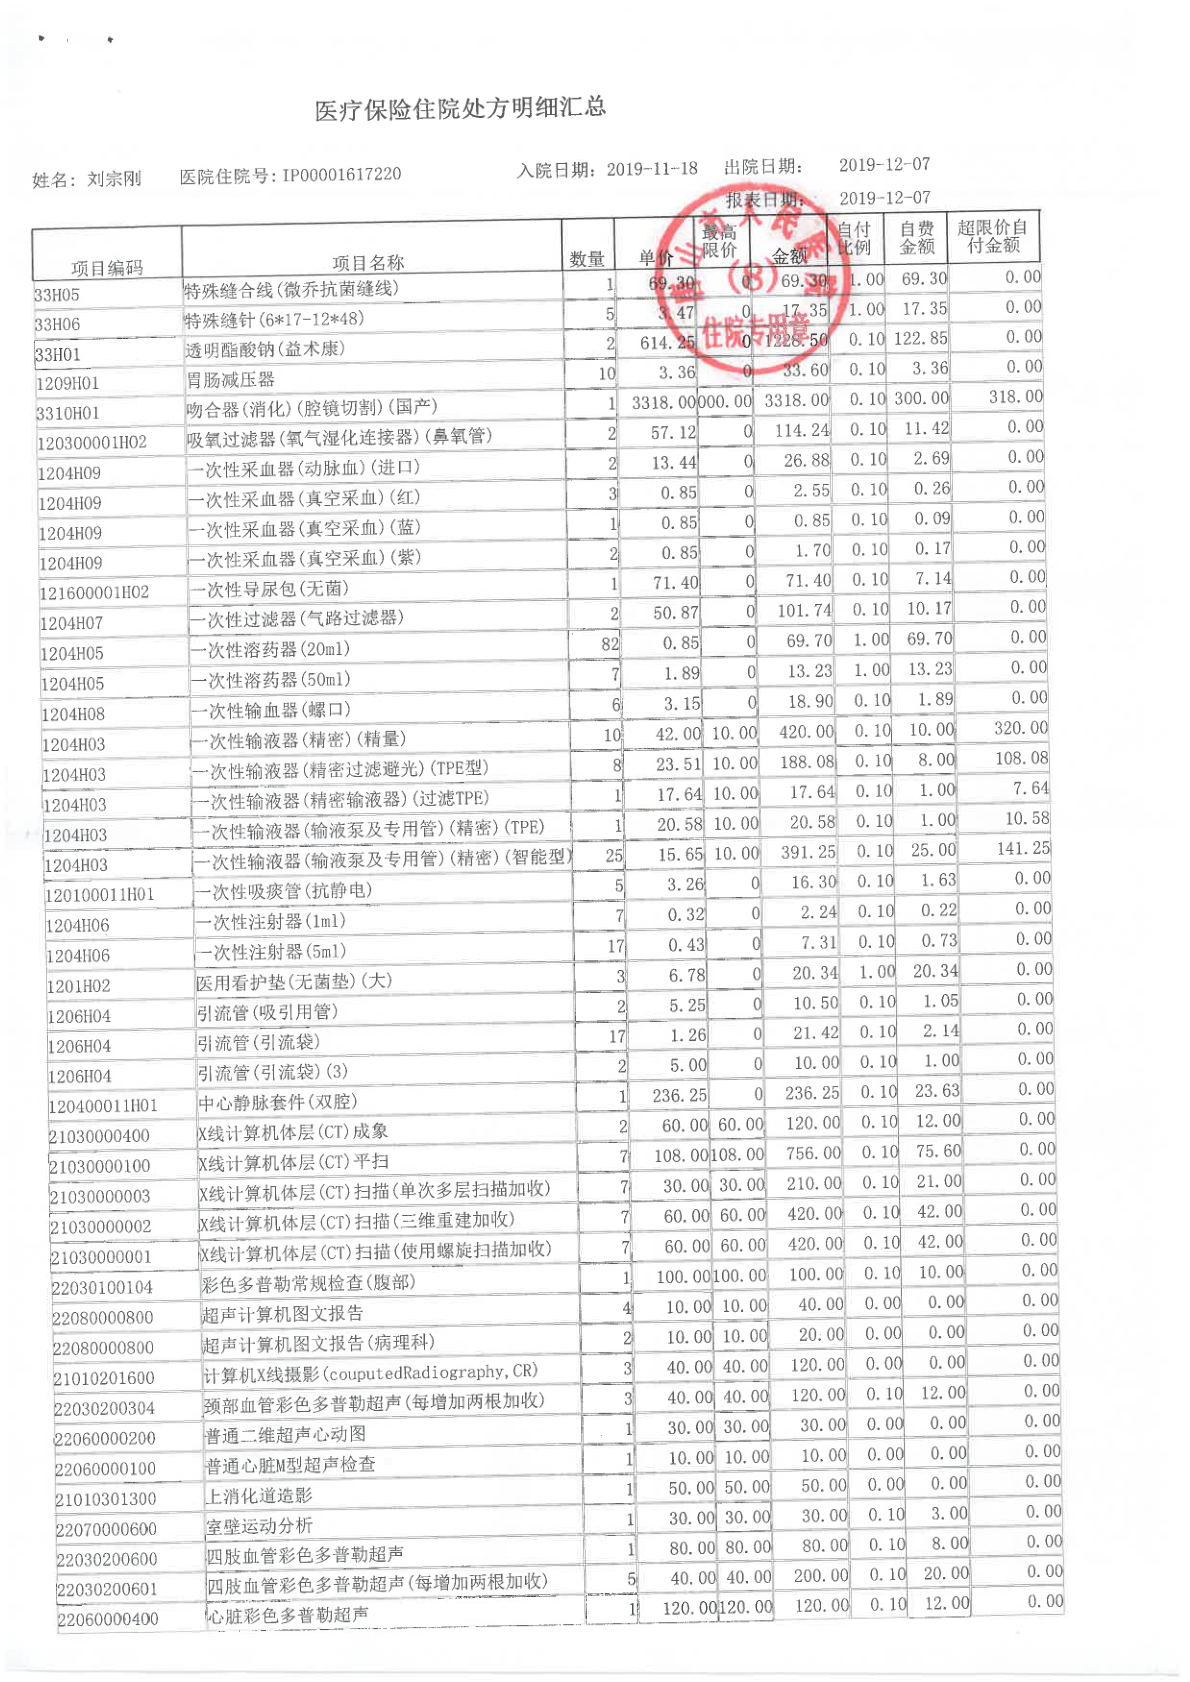 医疗保险住院处方明细汇总
姓名: 刘宗刚 医院住院号: IP00001617220 入院日期: 2019-11-18 出院日期: 2019-12-07
报表日期: 2019-12-07
项目编码 项目名称 数量 单价 最高限价 金额 自付比例 自费金额 超限价自付金额
33H05 特殊缝合线(微乔抗菌缝线) 1 69.30 0 69.30 1.00 69.30 0.00
33H06 特殊缝针(6*17-12*48) 5 3.47 0 17.35 1.00 17.35 0.00
33H01 透明酯酸钠(益术康) 2 614.25 0 1228.50 0.10 122.85 0.00
1209H01 胃肠减压器 10 3.36 0 33.60 0.10 3.36 0.00
3310H01 吻合器(消化)(腔镜切割)(国产) 1 3318.00 000.00 3318.00 0.10 300.00 318.00
120300001H02 吸氧过滤器(氧气湿化连接器)(鼻氧管) 2 57.12 0 114.24 0.10 11.42 0.00
1204H09 一次性采血器(动脉血)(进口) 2 13.44 0 26.88 0.10 2.69 0.00
1204H09 一次性采血器(真空采血)(红) 3 0.85 0 2.55 0.10 0.26 0.00
1204H09 一次性采血器(真空采血)(蓝) 1 0.85 0 0.85 0.10 0.09 0.00
1204H09 一次性采血器(真空采血)(紫) 2 0.85 0 1.70 0.10 0.17 0.00
121600001H02 一次性导尿包(无菌) 1 71.40 0 71.40 0.10 7.14 0.00
1204H07 一次性过滤器(气路过滤器) 2 50.87 0 101.74 0.10 10.17 0.00
1204H05 一次性溶药器(20ml) 82 0.85 0 69.70 1.00 69.70 0.00
1204H05 一次性溶药器(50ml) 7 1.89 0 13.23 1.00 13.23 0.00
1204H08 一次性输血器(螺口) 6 3.15 0 18.90 0.10 1.89 0.00
1204H03 一次性输液器(精密)(精量) 10 42.00 10.00 420.00 0.10 10.00 320.00
1204H03 一次性输液器(精密过滤避光)(TPE型) 8 23.51 10.00 188.08 0.10 8.00 108.08
1204H03 一次性输液器(精密输液器)(过滤TPE) 1 17.64 10.00 17.64 0.10 1.00 7.64
1204H03 一次性输液器(输液泵及专用管)(精密)(TPE) 1 20.58 10.00 20.58 0.10 1.00 10.58
1204H03 一次性输液器(输液泵及专用管)(精密)(智能型) 25 15.65 10.00 391.25 0.10 25.00 141.25
120100011H01 一次性吸痰管(抗静电) 5 3.26 0 16.30 0.10 1.63 0.00
1204H06 一次性注射器(1ml) 7 0.32 0 2.24 0.10 0.22 0.00
1204H06 一次性注射器(5ml) 17 0.43 0 7.31 0.10 0.73 0.00
1201H02 医用看护垫(无菌垫)(大) 3 6.78 0 20.34 1.00 20.34 0.00
1206H04 引流管(吸引用管) 2 5.25 0 10.50 0.10 1.05 0.00
1206H04 引流管(引流袋) 17 1.26 0 21.42 0.10 2.14 0.00
1206H04 引流管(引流袋)(3) 2 5.00 0 10.00 0.10 1.00 0.00
120400011H01 中心静脉套件(双腔) 1 236.25 0 236.25 0.10 23.63 0.00
21030000400 X线计算机体层(CT)成象 2 60.00 60.00 120.00 0.10 12.00 0.00
21030000100 X线计算机体层(CT)平扫 7 108.00 108.00 756.00 0.10 75.60 0.00
21030000003 X线计算机体层(CT)扫描(单次多层扫描加收) 7 30.00 30.00 210.00 0.10 21.00 0.00
21030000002 X线计算机体层(CT)扫描(三维重建加收) 7 60.00 60.00 420.00 0.10 42.00 0.00
21030000001 X线计算机体层(CT)扫描(使用螺旋扫描加收) 7 60.00 60.00 420.00 0.10 42.00 0.00
22030100104 彩色多普勒常规检查(腹部) 1 100.00 100.00 100.00 0.10 10.00 0.00
22080000800 超声计算机图文报告 4 10.00 10.00 40.00 0.00 0.00 0.00
22080000800 超声计算机图文报告(病理科) 2 10.00 10.00 20.00 0.00 0.00 0.00
21010201600 计算机X线摄影(couputedRadiography,CR) 3 40.00 40.00 120.00 0.00 0.00 0.00
22030200304 颈部血管彩色多普勒超声(每增加两根加收) 3 40.00 40.00 120.00 0.10 12.00 0.00
22060000200 普通二维超声心动图 1 30.00 30.00 30.00 0.00 0.00 0.00
22060000100 普通心脏M型超声检查 1 10.00 10.00 10.00 0.00 0.00 0.00
21010301300 上消化道造影 1 50.00 50.00 50.00 0.00 0.00 0.00
22070000600 室壁运动分析 1 30.00 30.00 30.00 0.10 3.00 0.00
22030200600 四肢血管彩色多普勒超声 1 80.00 80.00 80.00 0.10 8.00 0.00
22030200601 四肢血管彩色多普勒超声(每增加两根加收) 5 40.00 40.00 200.00 0.10 20.00 0.00
22060000400 心脏彩色多普勒超声 1 120.00 120.00 120.00 0.10 12.00 0.00
山市人民医院
(8)
住院专用章